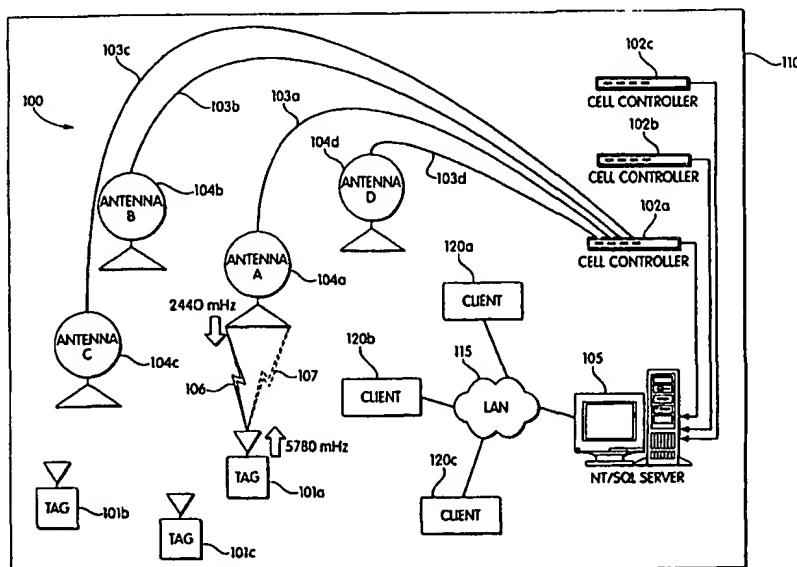 103c
102c
110
CELL CONTROLLER
100
103b
103a
102b
104d
CELL CONTROLLER
103d
104b
102a
ANTENNA
B
ANTENNA
D
CELL CONTROLLER
ANTENNA
A
120a
104a
CLIENT
2440 mHz
120b
ANTENNA
C
104c
106
107
CLIENT
115
LAN
105
5780 mHz
120c
NT/SQL SERVER
TAG
101a
CLIENT
TAG
101b
TAG
101c